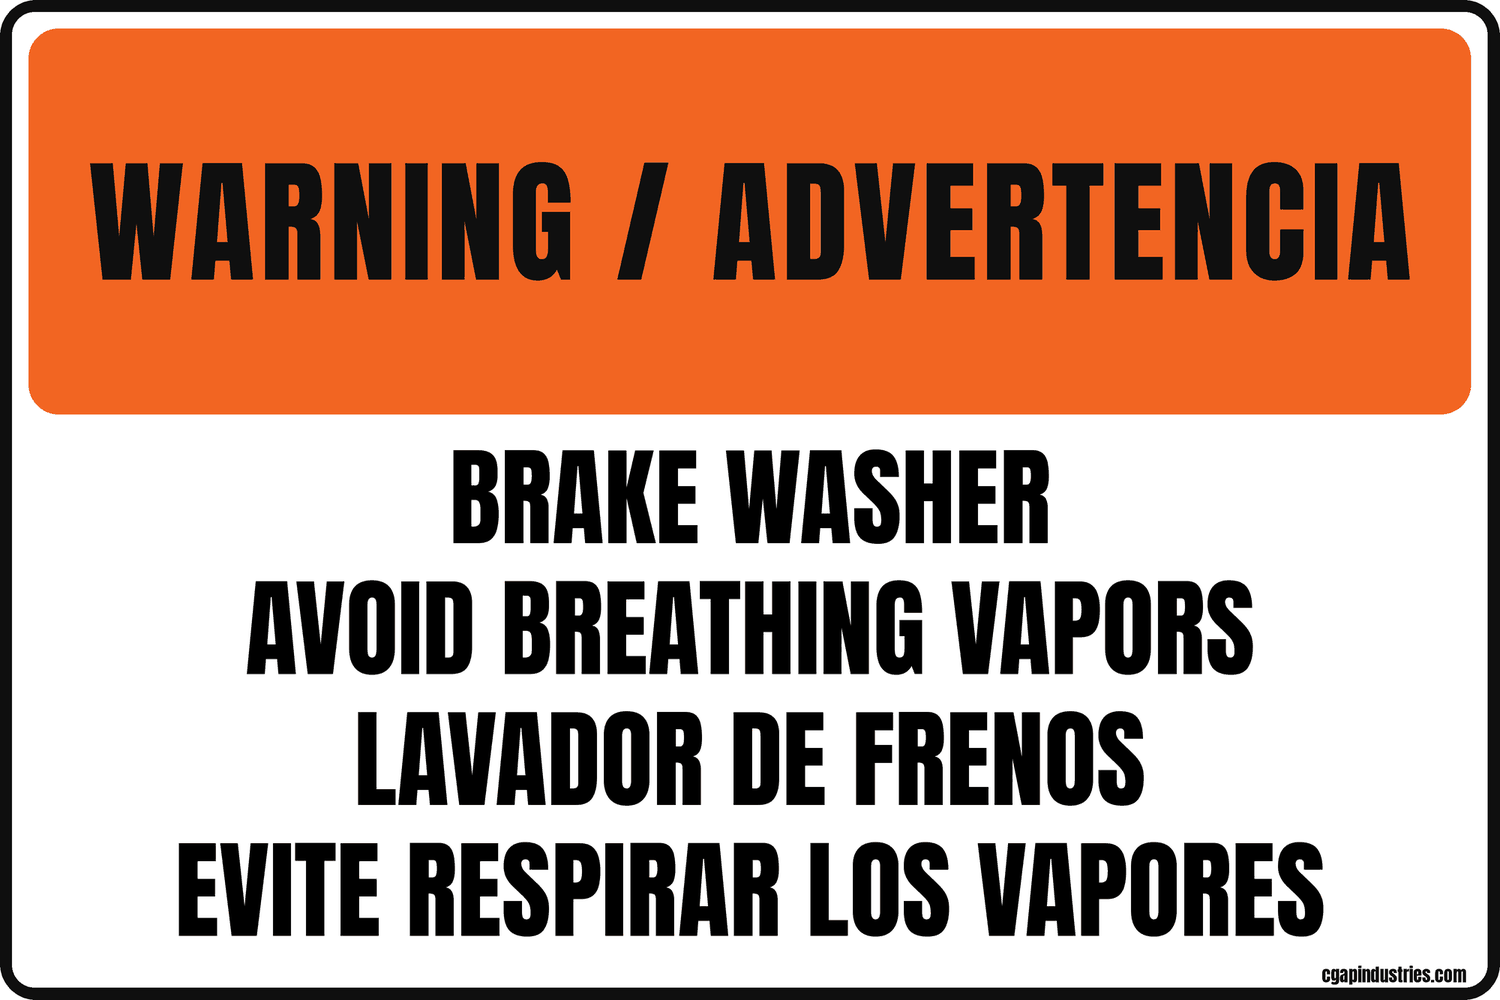 WARNING / ADVERTENCIA
BRAKE WASHER
AVOID BREATHING VAPORS
LAVADOR DE FRENOS
EVITE RESPIRAR LOS VAPORES
cgapindustries.com